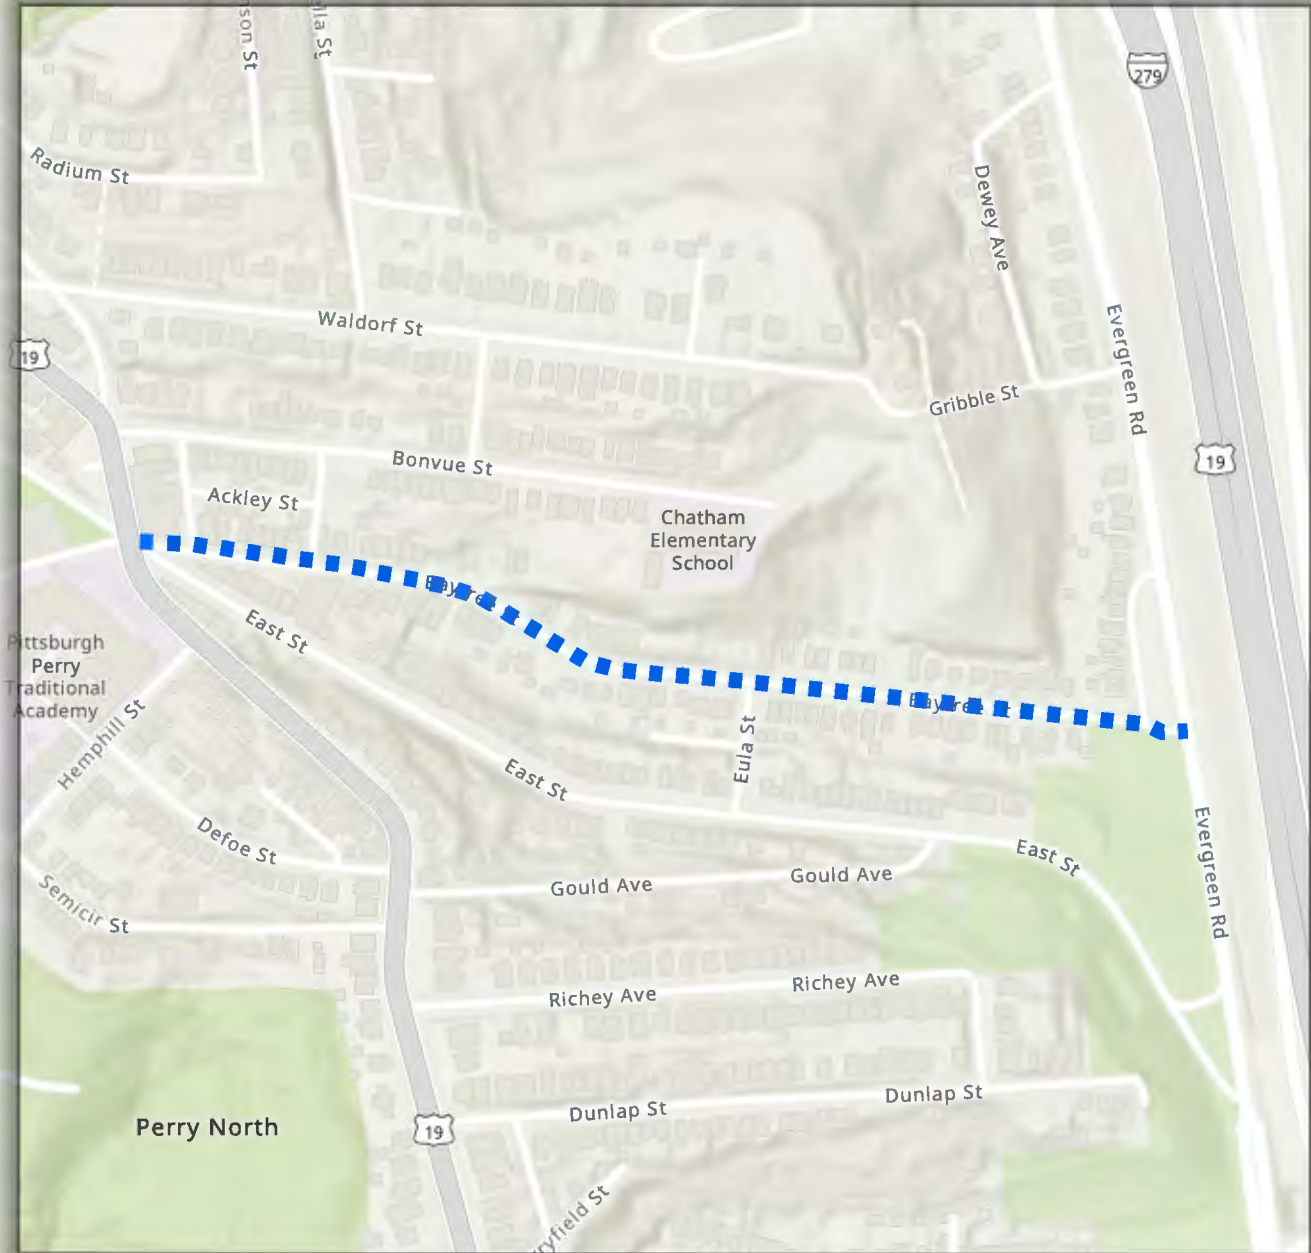 279
Radium St
Dewey Ave
Waldorf St
Evergreen Rd
19
Gribble St
Bonvue St
19
Ackley St
Chatham
Elementary
School
East St
Pittsburgh
Perry
Traditional
Academy
Hemphill St
Eula St
East St
Defoe St
East St
Evergreen Rd
Gould Ave
Gould Ave
Semicir St
Richey Ave
Richey Ave
Dunlap St
Dunlap St
Perry North
19